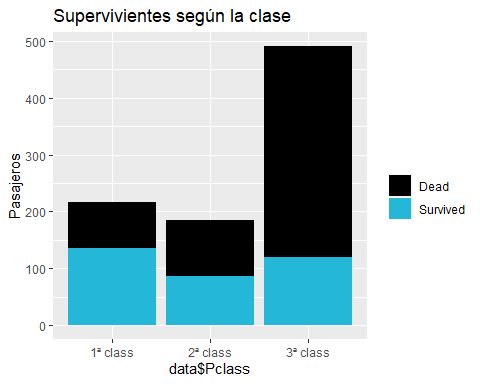 Supervivientes según la clase
500
400
300
200
100
0
Pasajeros
1ª class 2ª class 3ª class
data$Pclass
Dead
Survived